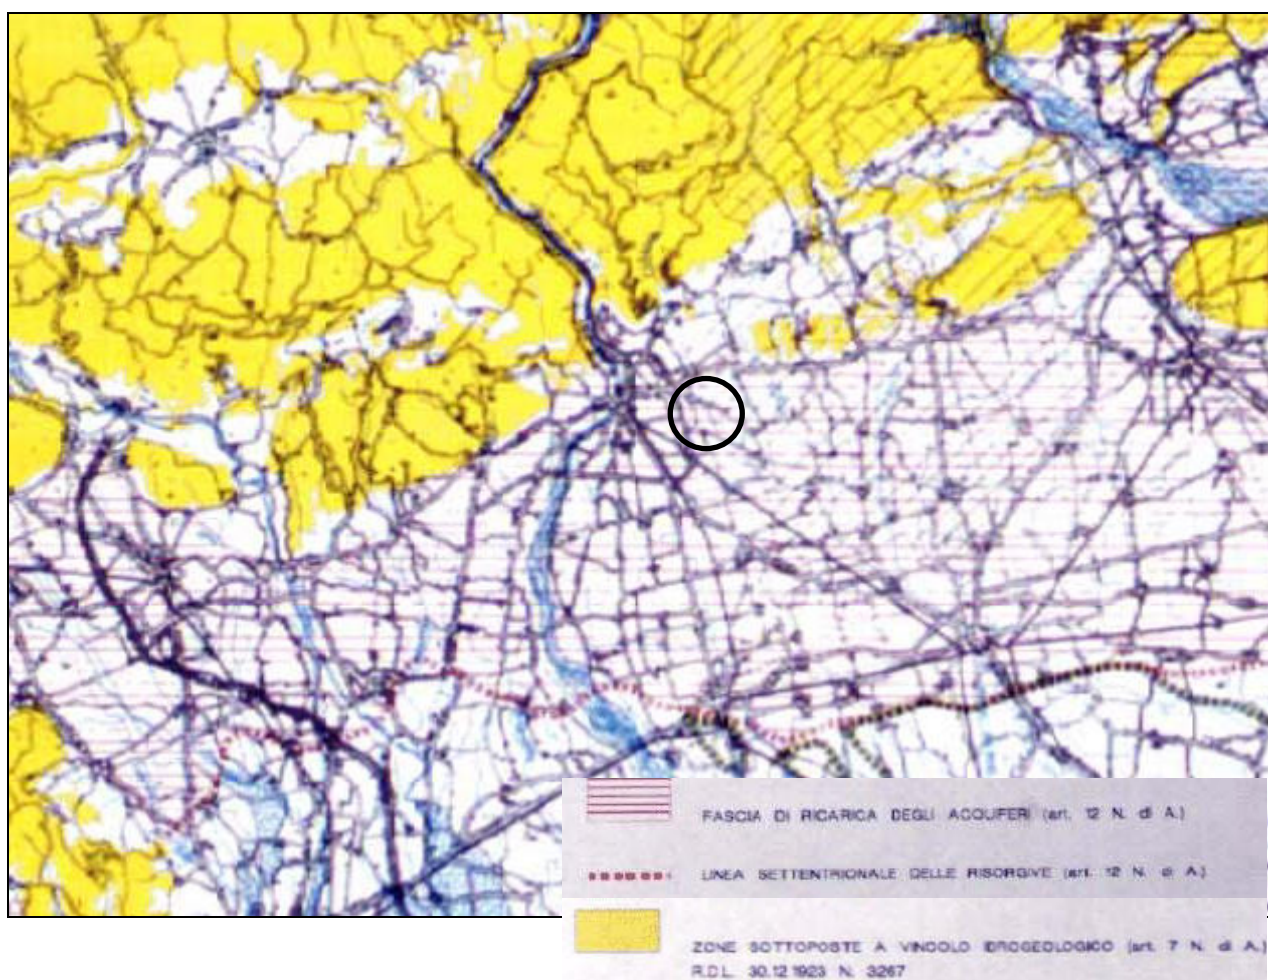 FASCIA DI RICARICA DEGLI ACQUIFERI (art. 12 N. di A.)
LINEA SETTENTRIONALE DELLE RISORGIVE (art. 12 N. di A.)
ZONE SOTTOPOSTE A VINCOLO IDROGEOLOGICO (art. 7 N. di A.)
R.D.L. 30.12.1923 N. 3267